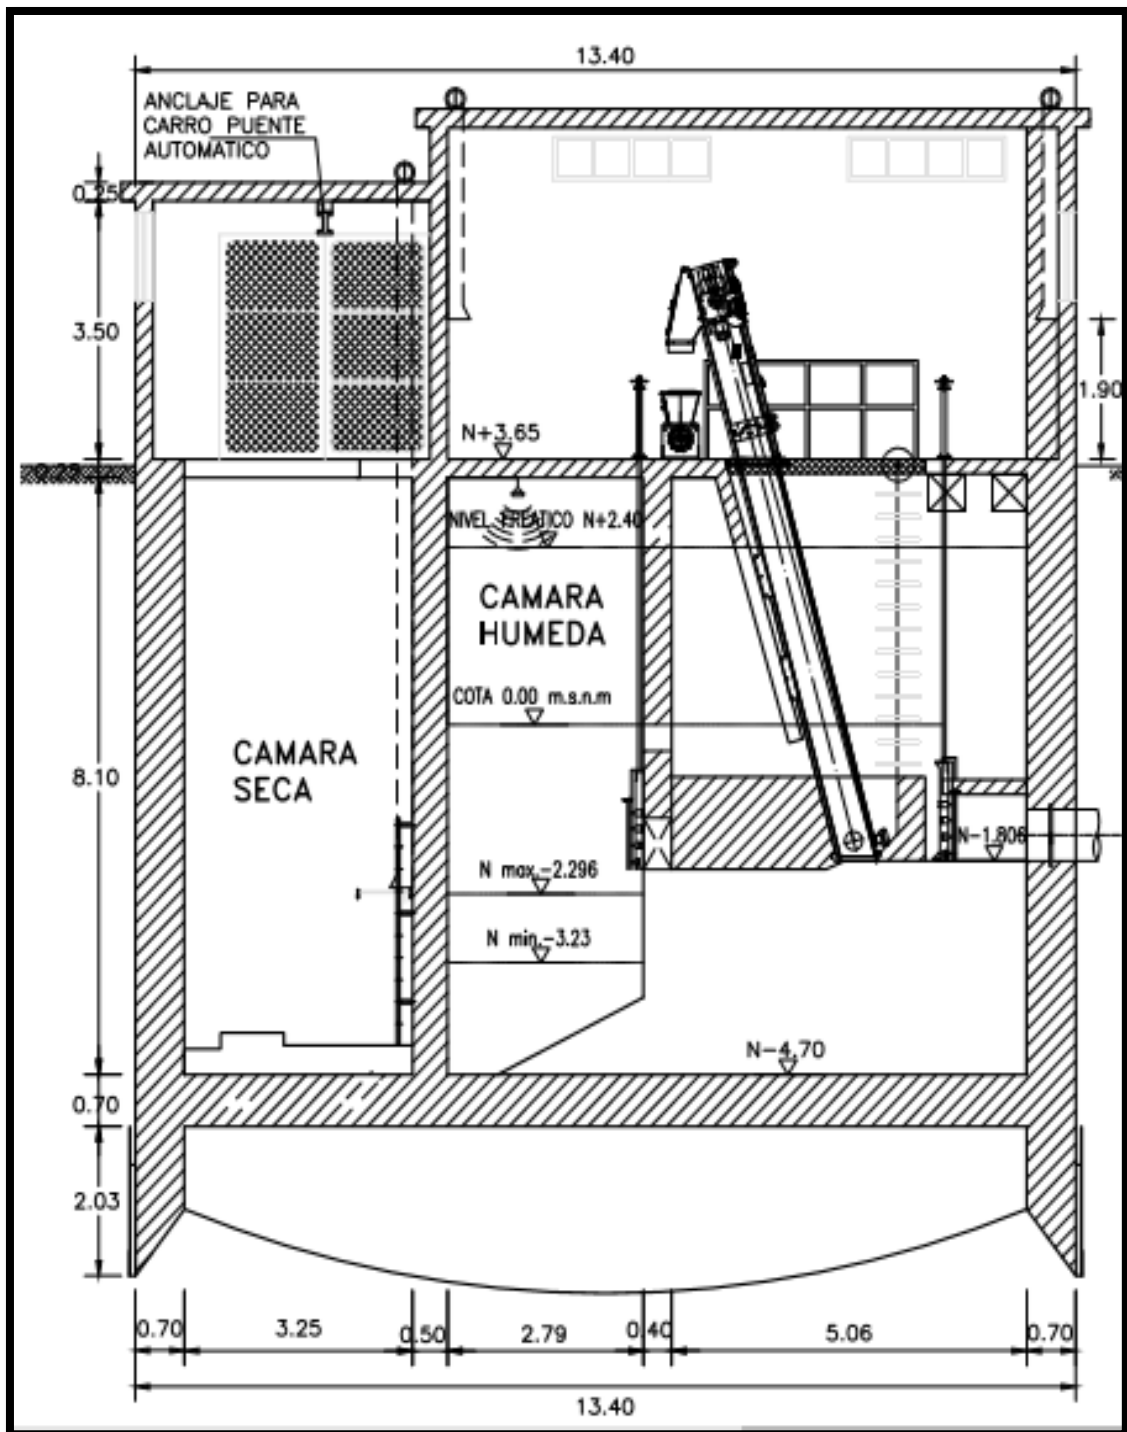 13.40
ANCLAJE PARA
CARRO PUENTE
AUTOMATICO
0.25
3.50
1.90
N+3.65
0.25
NIVEL FREATICO N+2.40
CAMARA
HUMEDA
COTA 0.00 m.s.n.m
CAMARA
SECA
8.10
N-1.806
N max.-2.296
N min.-3.23
N-4.70
0.70
2.03
0.70 3.25 0.50 2.79 0.40 5.06 0.70
13.40